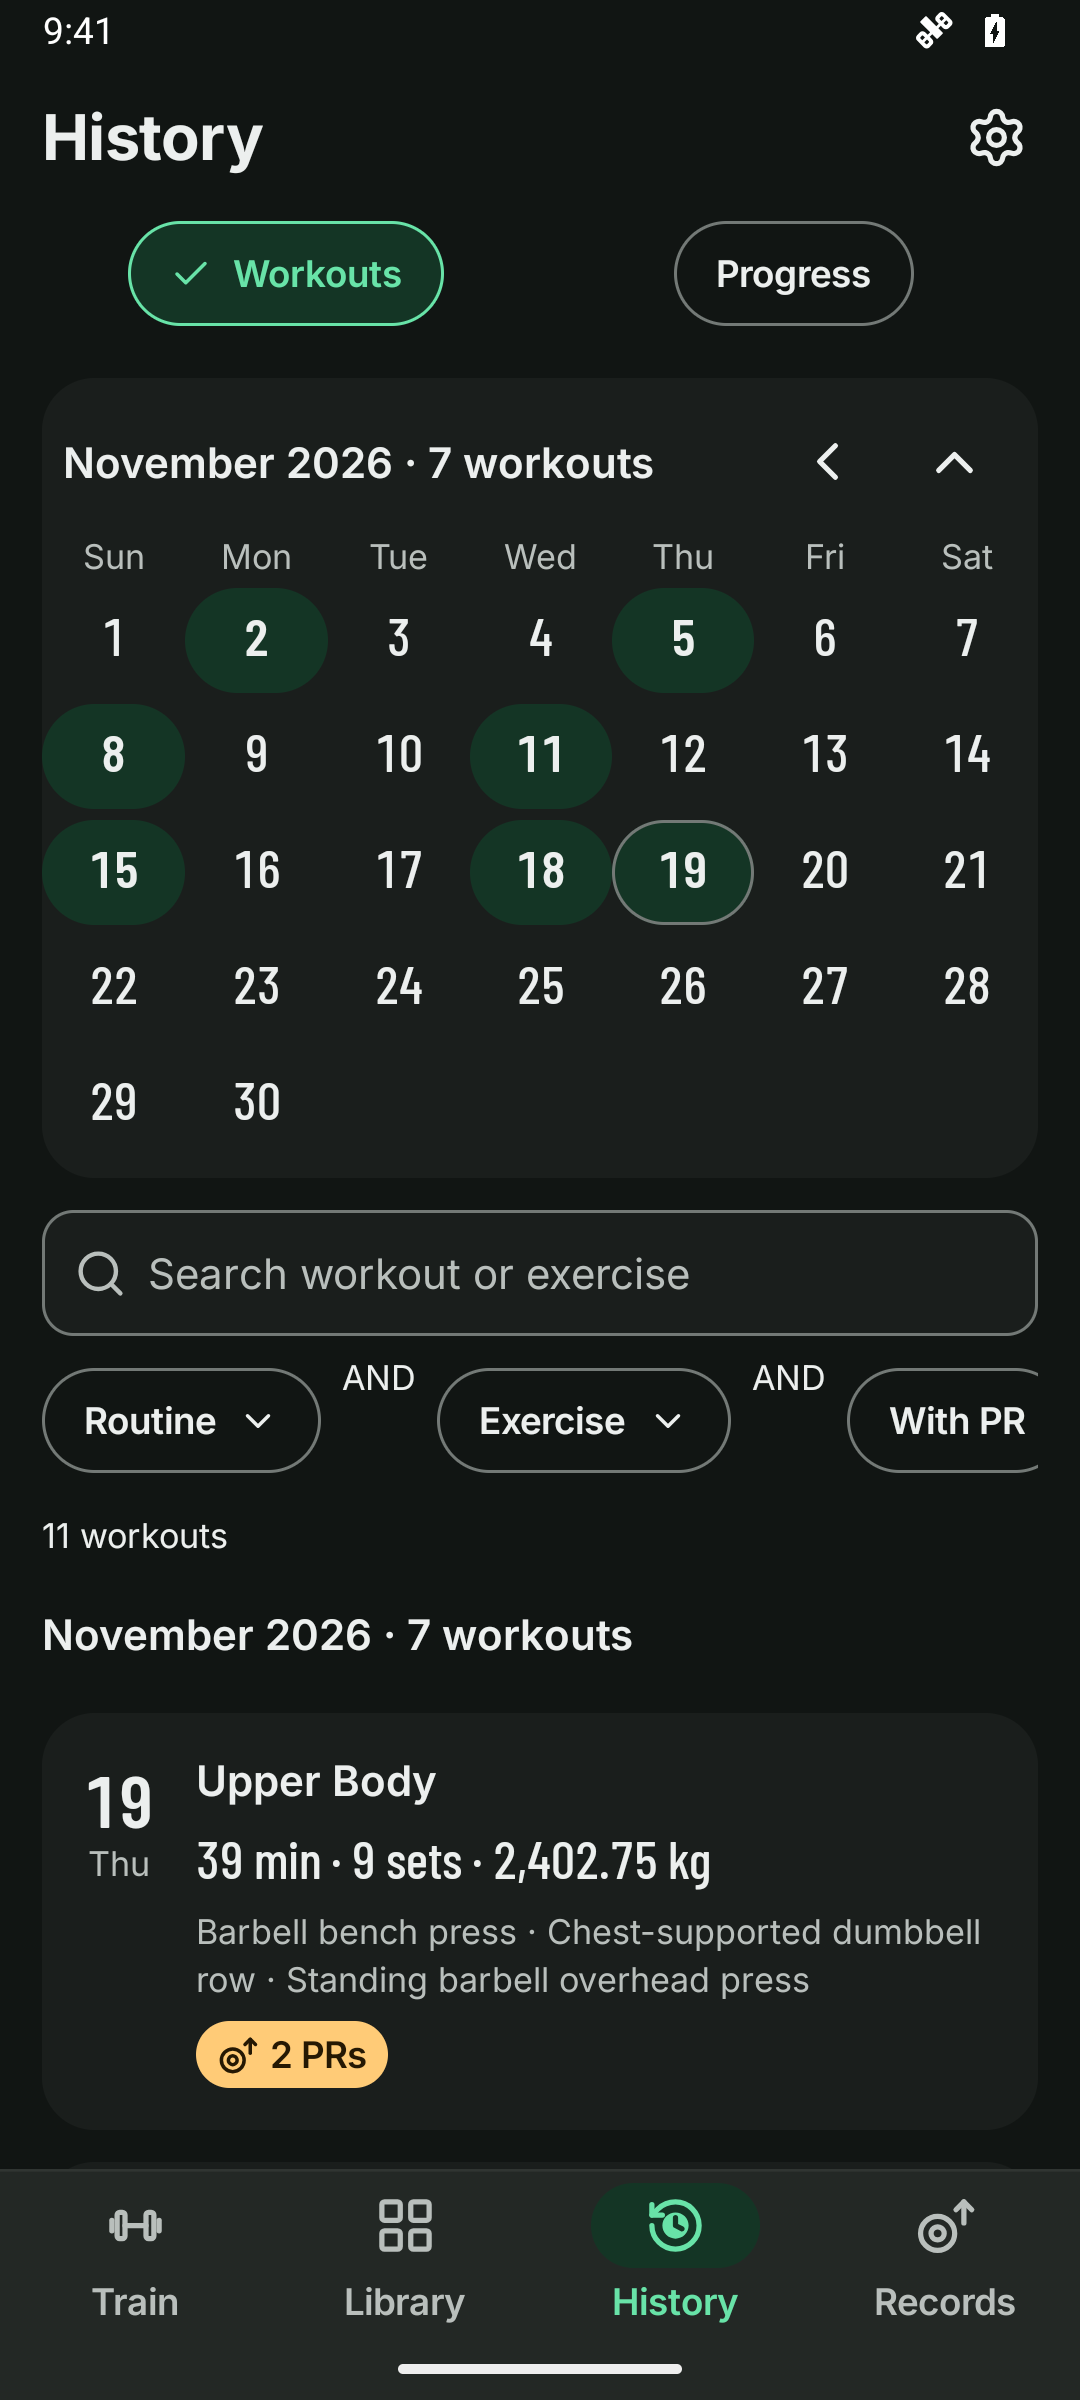 9:41
History
Workouts
Progress
November 2026 · 7 workouts
Sun Mon Tue Wed Thu Fri Sat
1 2 3 4 5 6 7
8 9 10 11 12 13 14
15 16 17 18 19 20 21
22 23 24 25 26 27 28
29 30
Search workout or exercise
Routine AND Exercise AND With PR
11 workouts
November 2026 · 7 workouts
19 Upper Body
Thu 39 min · 9 sets · 2,402.75 kg
Barbell bench press · Chest-supported dumbbell
row · Standing barbell overhead press
2 PRs
Train Library History Records